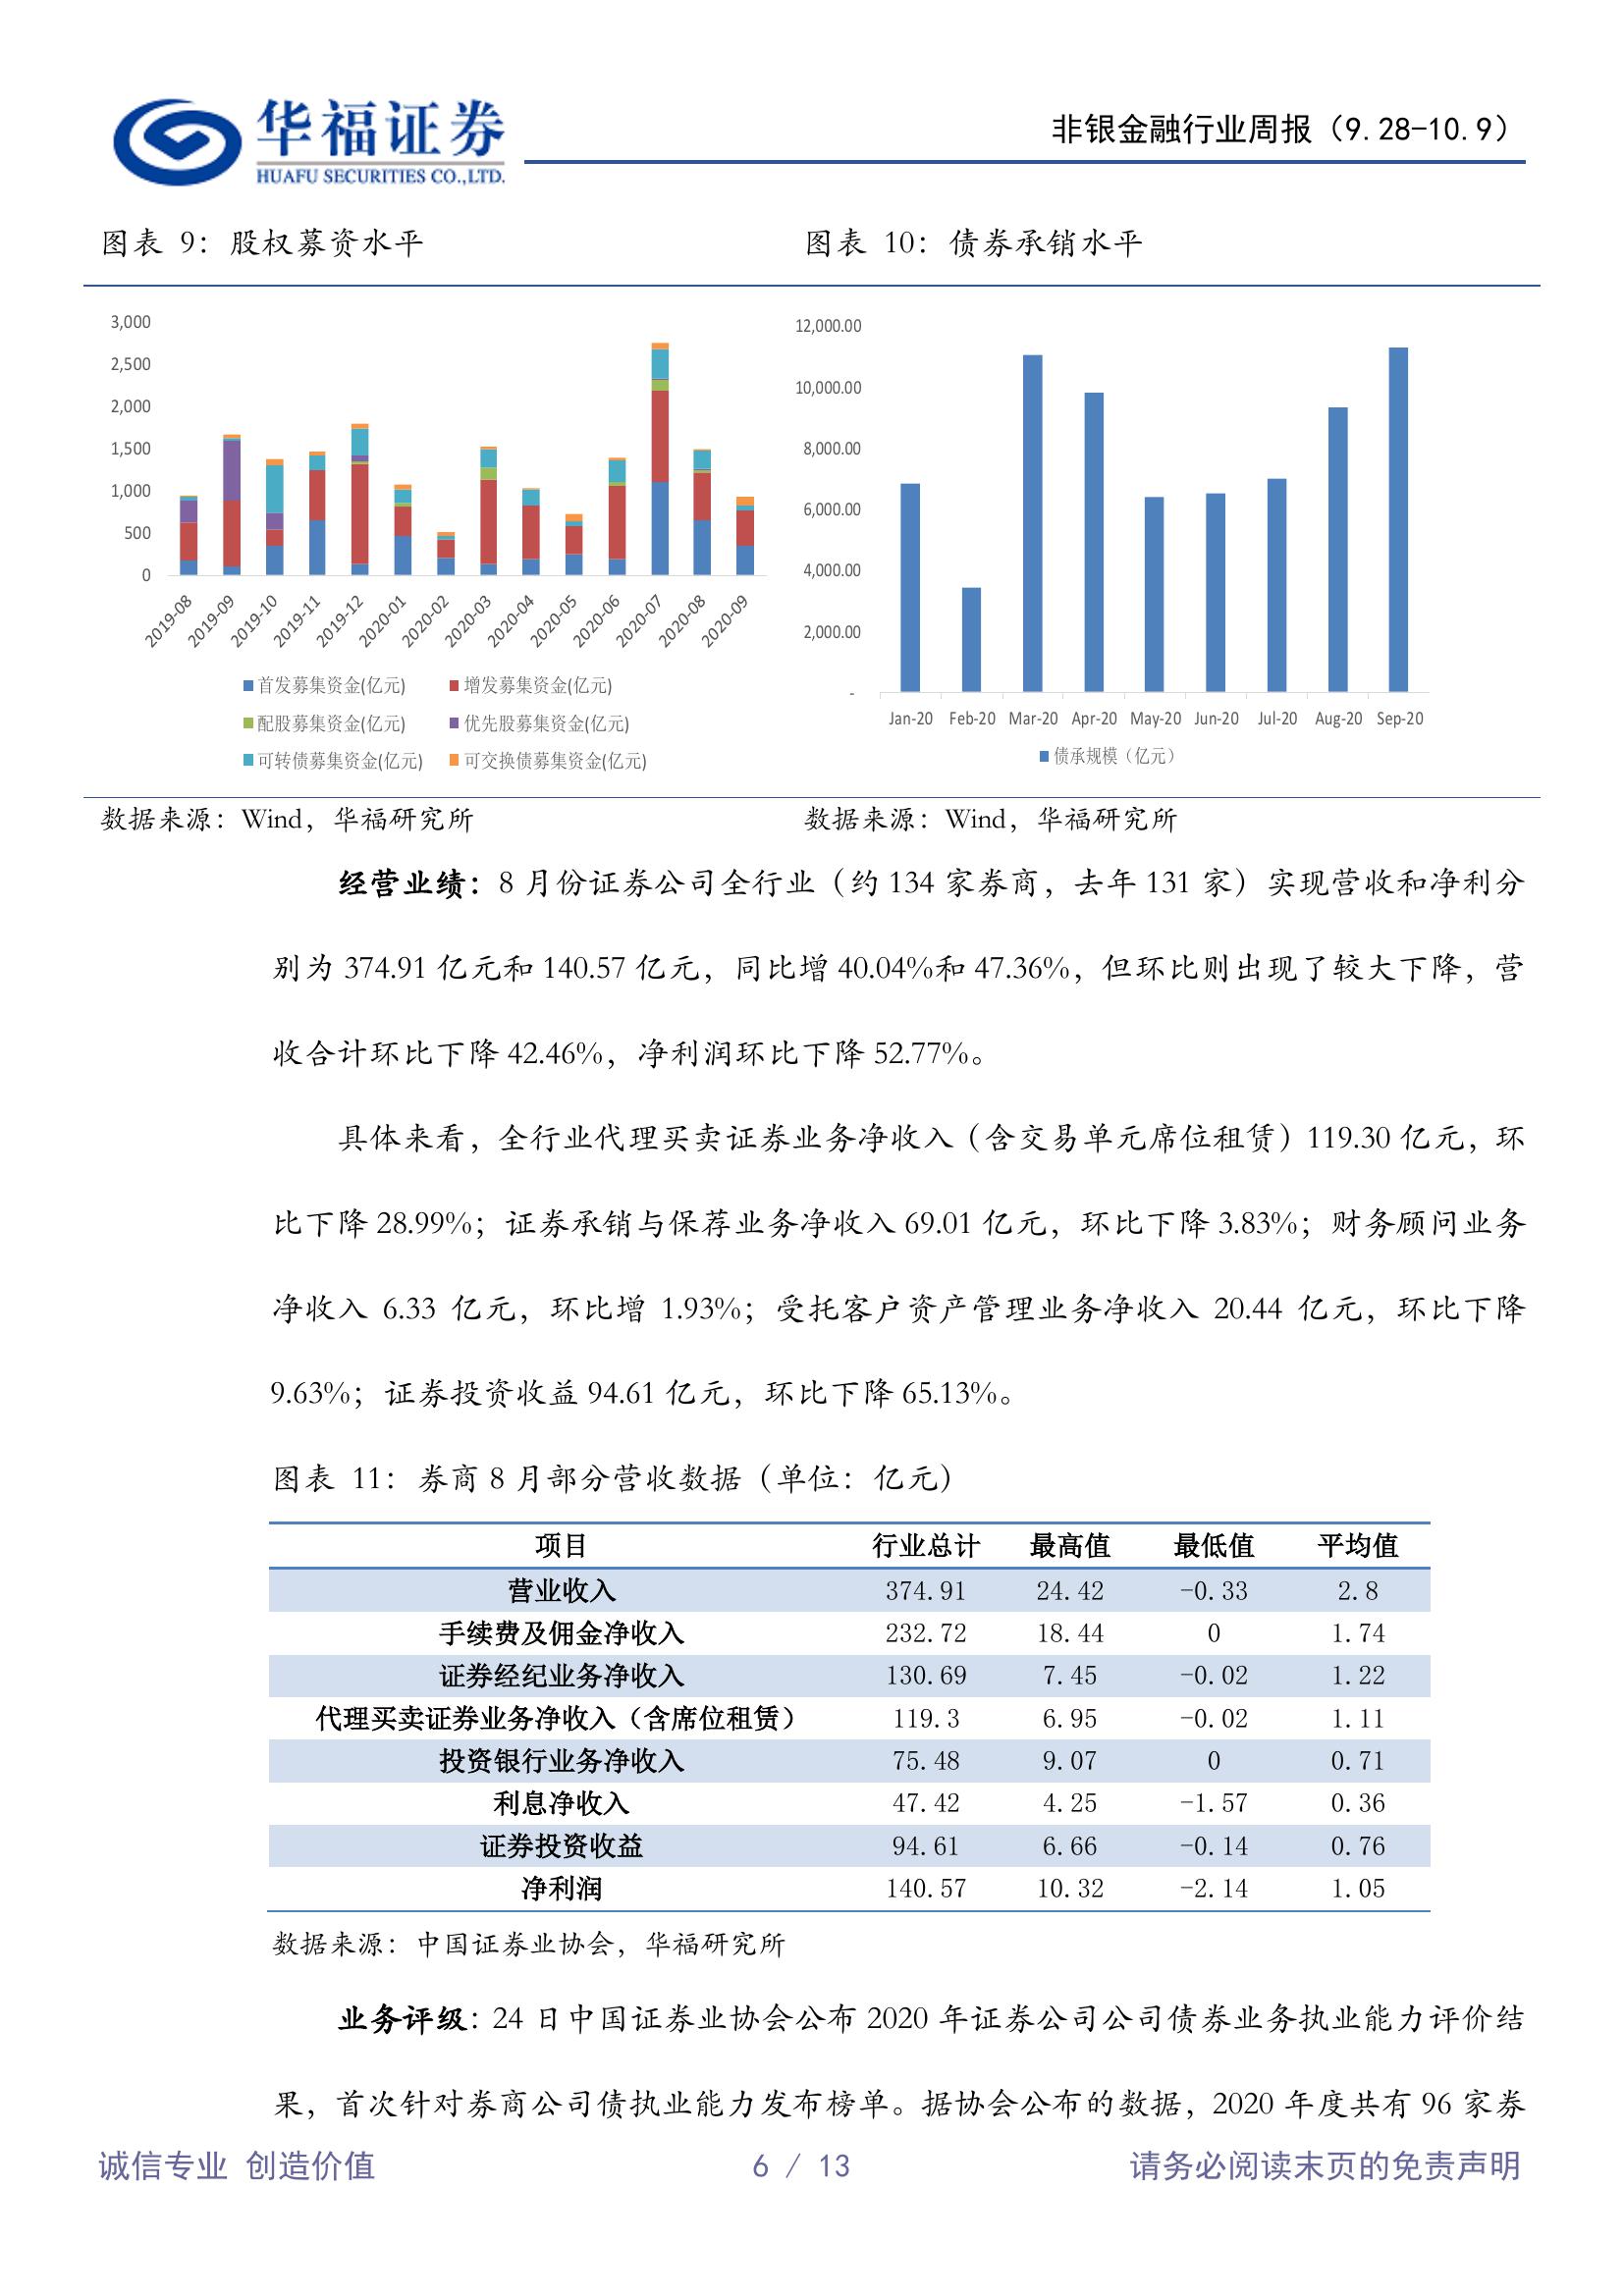 华福证券
HUAFU SECURITIES CO.,LTD.
非银金融行业周报（9.28-10.9）
图表 9：股权募资水平
3,000
2,500
2,000
1,500
1,000
500
0
2019-08 2019-09 2019-10 2019-11 2019-12 2020-01 2020-02 2020-03 2020-04 2020-05 2020-06 2020-07 2020-08 2020-09
首发募集资金(亿元) 增发募集资金(亿元)
配股募集资金(亿元) 优先股募集资金(亿元)
可转债募集资金(亿元) 可交换债募集资金(亿元)
数据来源：Wind，华福研究所
图表 10：债券承销水平
12,000.00
10,000.00
8,000.00
6,000.00
4,000.00
2,000.00
-
Jan-20 Feb-20 Mar-20 Apr-20 May-20 Jun-20 Jul-20 Aug-20 Sep-20
债承规模（亿元）
数据来源：Wind，华福研究所
经营业绩：8 月份证券公司全行业（约 134 家券商，去年 131 家）实现营收和净利分
别为 374.91 亿元和 140.57 亿元，同比增 40.04%和 47.36%，但环比则出现了较大下降，营
收合计环比下降 42.46%，净利润环比下降 52.77%。
具体来看，全行业代理买卖证券业务净收入（含交易单元席位租赁）119.30 亿元，环
比下降 28.99%；证券承销与保荐业务净收入 69.01 亿元，环比下降 3.83%；财务顾问业务
净收入 6.33 亿元，环比增 1.93%；受托客户资产管理业务净收入 20.44 亿元，环比下降
9.63%；证券投资收益 94.61 亿元，环比下降 65.13%。
图表 11：券商 8 月部分营收数据（单位：亿元）
项目 行业总计 最高值 最低值 平均值
营业收入 374.91 24.42 -0.33 2.8
手续费及佣金净收入 232.72 18.44 0 1.74
证券经纪业务净收入 130.69 7.45 -0.02 1.22
代理买卖证券业务净收入（含席位租赁） 119.3 6.95 -0.02 1.11
投资银行业务净收入 75.48 9.07 0 0.71
利息净收入 47.42 4.25 -1.57 0.36
证券投资收益 94.61 6.66 -0.14 0.76
净利润 140.57 10.32 -2.14 1.05
数据来源：中国证券业协会，华福研究所
业务评级：24 日中国证券业协会公布 2020 年证券公司公司债券业务执业能力评价结
果，首次针对券商公司债执业能力发布榜单。据协会公布的数据，2020 年度共有 96 家券
诚信专业 创造价值 6 / 13 请务必阅读末页的免责声明